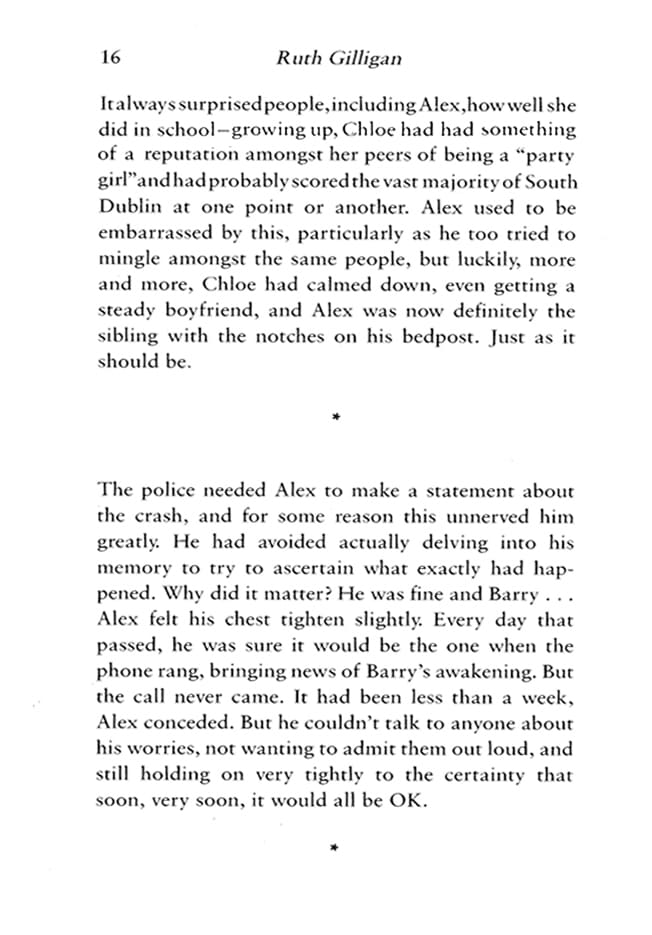 16 Ruth Gilligan
It always surprised people, including Alex, how well she
did in school–growing up, Chloe had had something
of a reputation amongst her peers of being a “party
girl” and had probably scored the vast majority of South
Dublin at one point or another. Alex used to be
embarrassed by this, particularly as he too tried to
mingle amongst the same people, but luckily, more
and more, Chloe had calmed down, even getting a
steady boyfriend, and Alex was now definitely the
sibling with the notches on his bedpost. Just as it
should be.
*
The police needed Alex to make a statement about
the crash, and for some reason this unnerved him
greatly. He had avoided actually delving into his
memory to try to ascertain what exactly had hap-
pened. Why did it matter? He was fine and Barry . . .
Alex felt his chest tighten slightly. Every day that
passed, he was sure it would be the one when the
phone rang, bringing news of Barry’s awakening. But
the call never came. It had been less than a week,
Alex conceded. But he couldn’t talk to anyone about
his worries, not wanting to admit them out loud, and
still holding on very tightly to the certainty that
soon, very soon, it would all be OK.
*